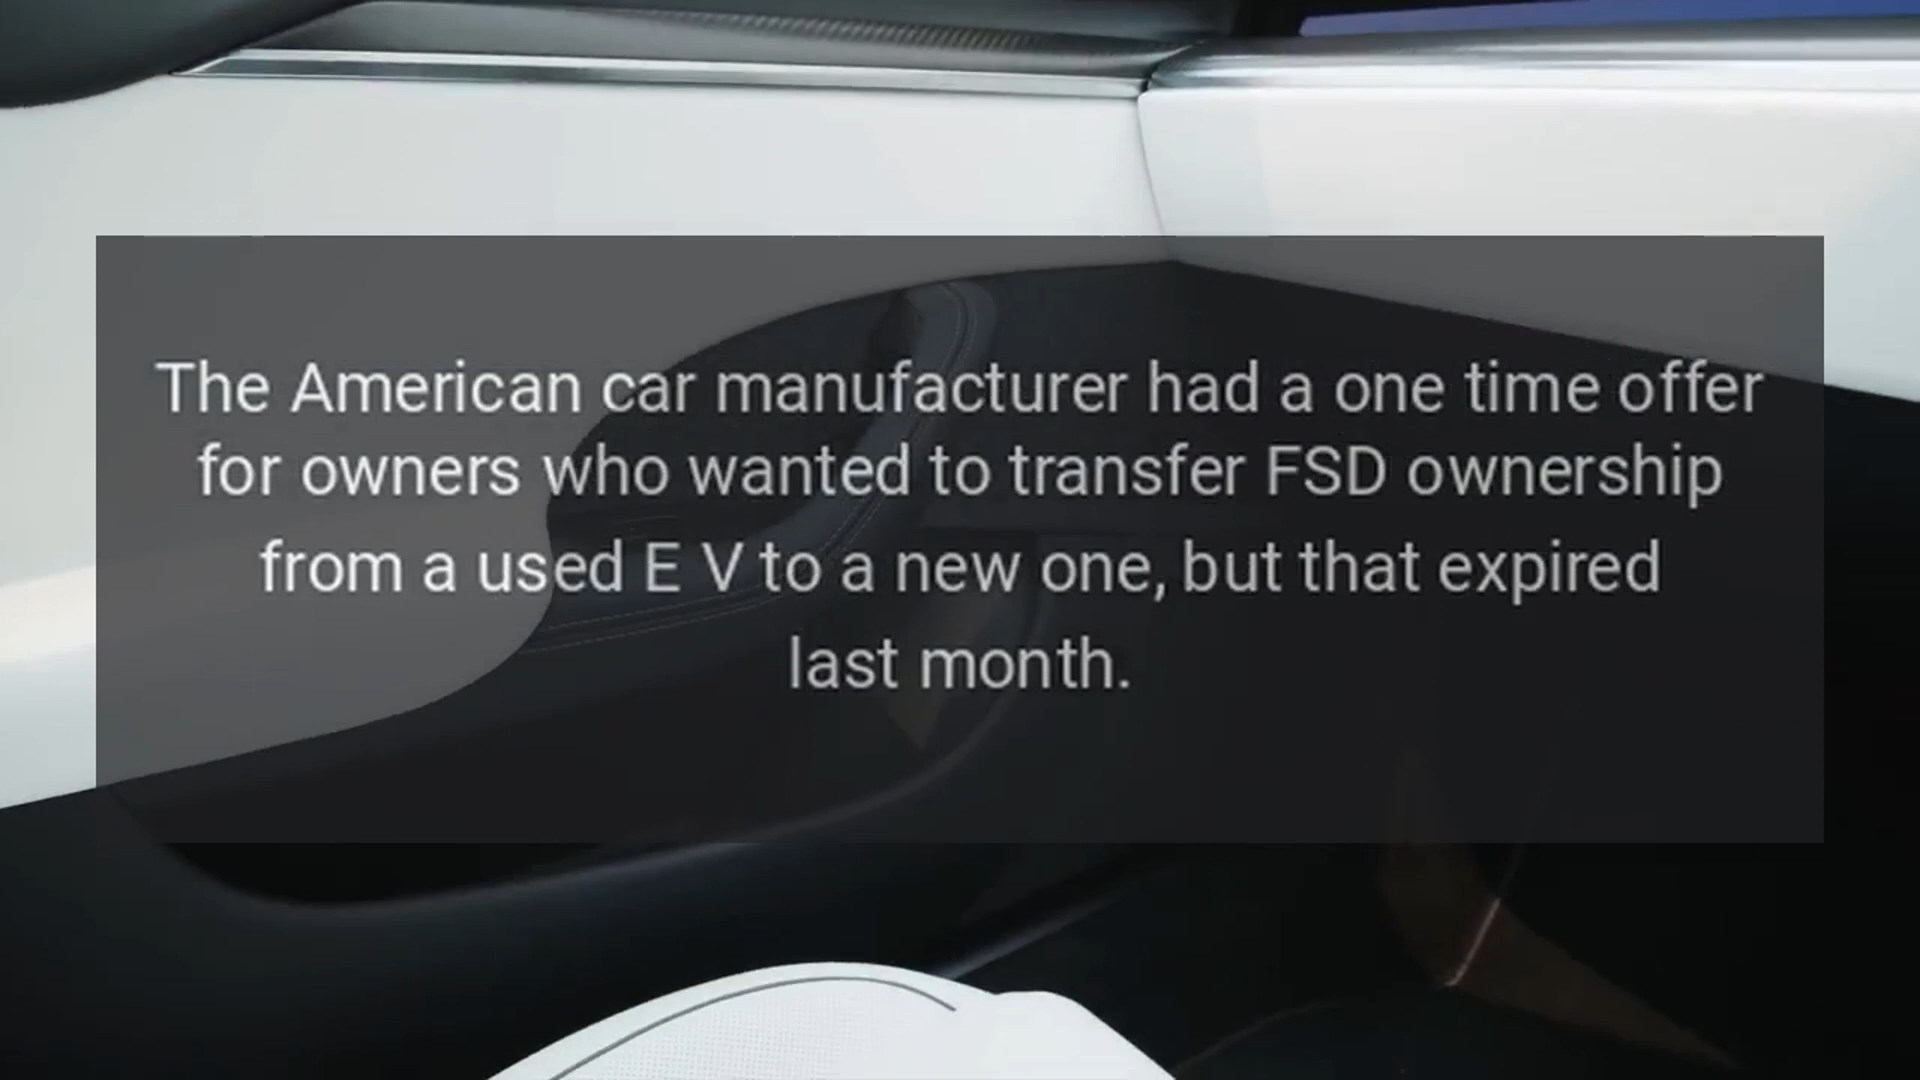 The American car manufacturer had a one time offer
for owners who wanted to transfer FSD ownership
from a used E V to a new one, but that expired
last month.